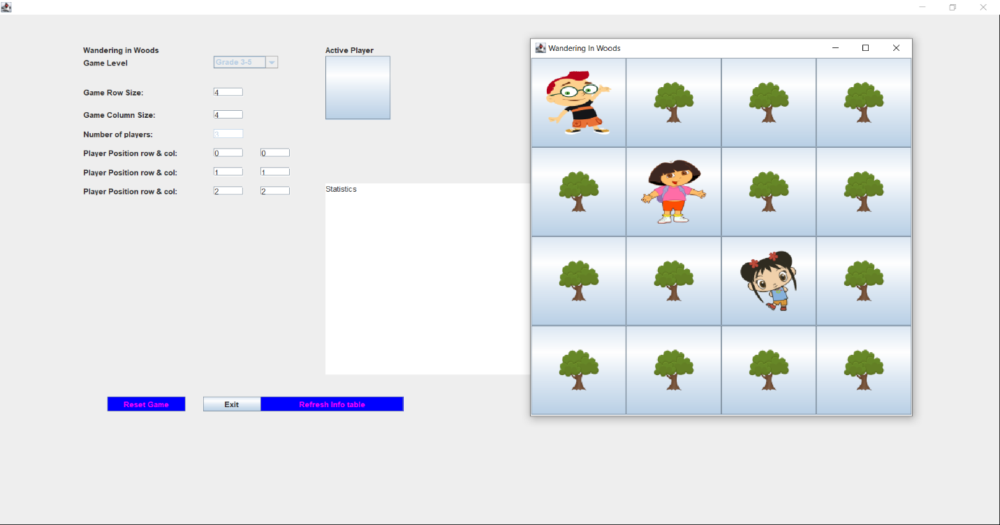 Wandering in Woods
Game Level
Grade 3-5
Game Row Size:
4
Game Column Size:
4
Number of players:
3
Player Position row & col:
0 0
Player Position row & col:
1 1
Player Position row & col:
2 2
Active Player
Statistics
Reset Game
Exit
Refresh Info table
Wandering In Woods